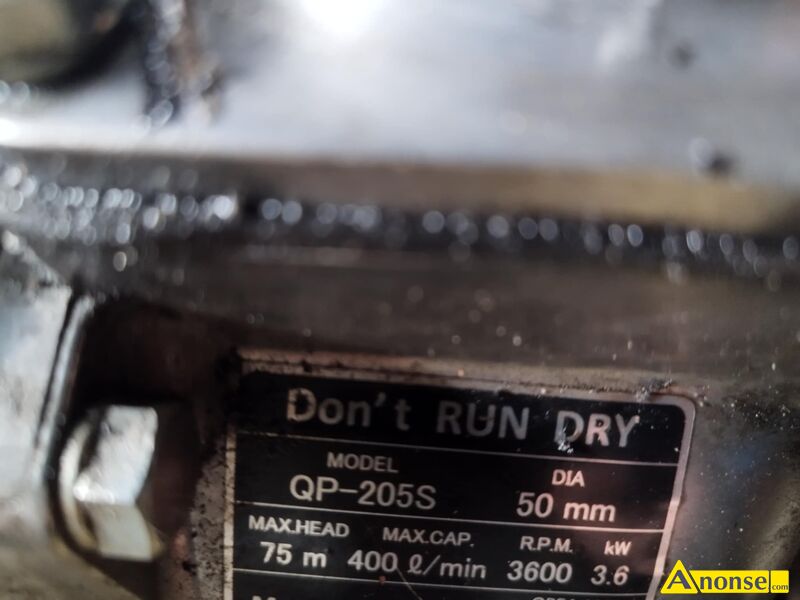 Don't RUN DRY
MODEL DIA
QP-205S 50 mm
MAX.HEAD MAX.CAP. R.P.M. kW
75 m 400 ℓ/min 3600 3.6
Anonse.com